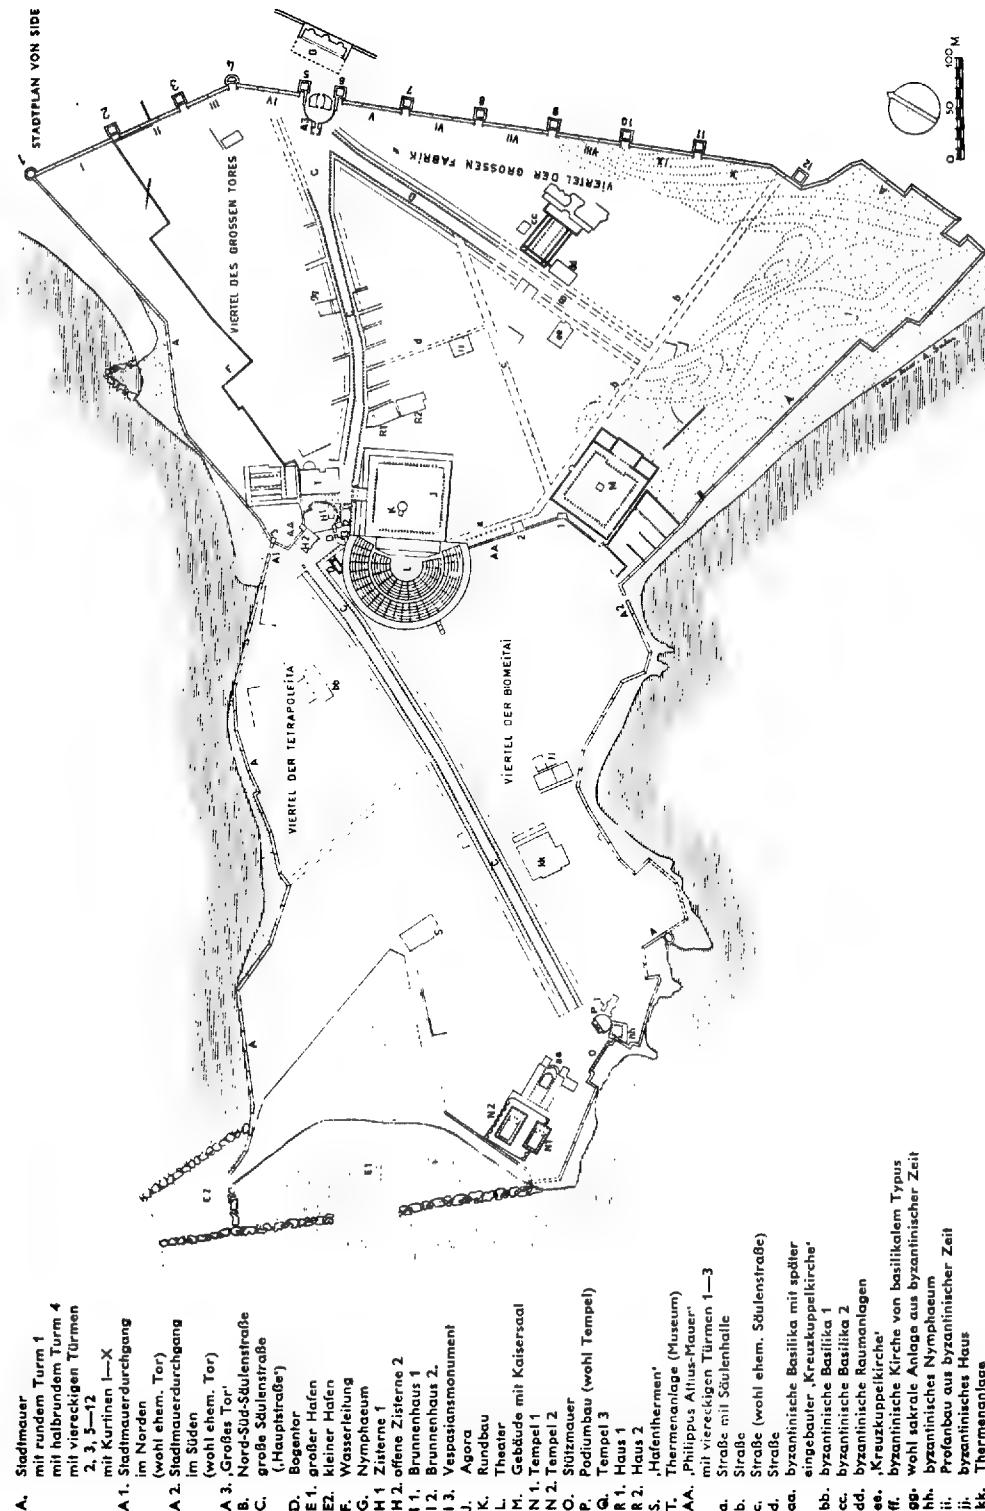 STADTPLAN VON SIDE
VIERTEL DES GROSSEN TORES
VIERTEL DER GROSSEN FABRIK
VIERTEL DER TETRAPOLEITA
VIERTEL DER BIOMEITAI
0 50 100 M
A. Stadtmauer
mit rundem Turm 1
mit halbrundem Turm 4
mit viereckigen Türmen
2, 3, 5—12
mit Kurtinen I—X
A 1. Stadtmauerdurchgang
im Norden
(wohl ehem. Tor)
A 2. Stadtmauerdurchgang
im Süden
(wohl ehem. Tor)
A 3. ‚Großes Tor‘
B. Nord-Süd-Säulenstraße
C. große Säulenstraße
(‚Hauptstraße‘)
D. Bogentor
E 1. großer Hafen
E2. kleiner Hafen
F. Wasserleitung
G. Nymphaeum
H 1 Zisterne 1
H 2. offene Zisterne 2
I 1 Brunnenhaus 1
I 2. Brunnenhaus 2.
I 3. Vespasiansmonument
J. Agora
K. Rundbau
L. Theater
M. Gebäude mit Kaisersaal
N 1. Tempel 1
N 2. Tempel 2
O. Stützmauer
P. Podiumbau (wohl Tempel)
Q. Tempel 3
R 1. Haus 1
R 2. Haus 2
S. ‚Hafenthermen‘
T. Thermenanlage (Museum)
AA. ‚Philippus Attius-Mauer‘
mit viereckigen Türmen 1—3
a. Straße mit Säulenhalle
b. Straße
c. Straße (wohl ehem. Säulenstraße)
d. Straße
aa. byzantinische Basilika mit später
eingebauter ‚Kreuzkuppelkirche‘
bb. byzantinische Basilika 1
cc. byzantinische Basilika 2
dd. byzantinische Raumanlagen
ee. ‚Kreuzkuppelkirche‘
ff. byzantinische Kirche von basilikalem Typus
gg. wohl sakrale Anlage aus byzantinischer Zeit
hh. byzantinisches Nymphaeum
ii. Profanbau aus byzantinischer Zeit
jj. byzantinisches Haus
kk. Thermenanlage